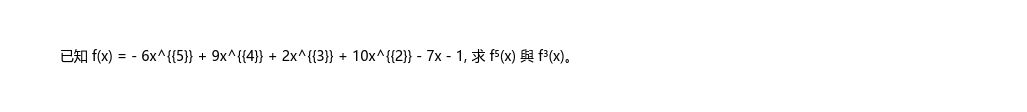 已知 f(x) = - 6x^{{5}} + 9x^{{4}} + 2x^{{3}} + 10x^{{2}} - 7x - 1, 求 f⁵(x) 與 f³(x)。